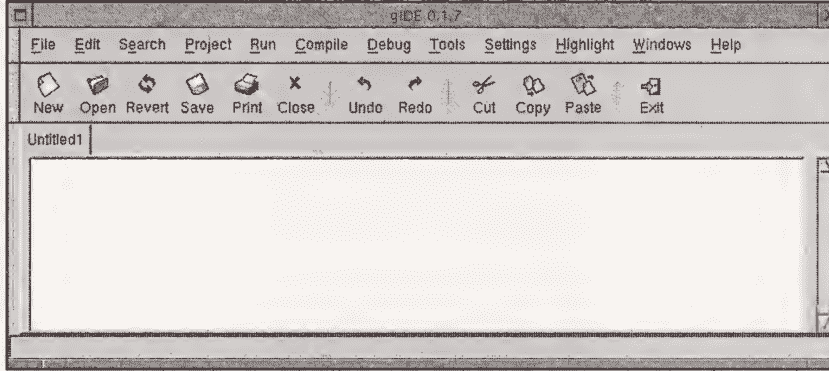 gIDE 0.1.7
File Edit Search Project Run Compile Debug Tools Settings Highlight Windows Help
New Open Revert Save Print Close Undo Redo Cut Copy Paste Exit
Untitled1